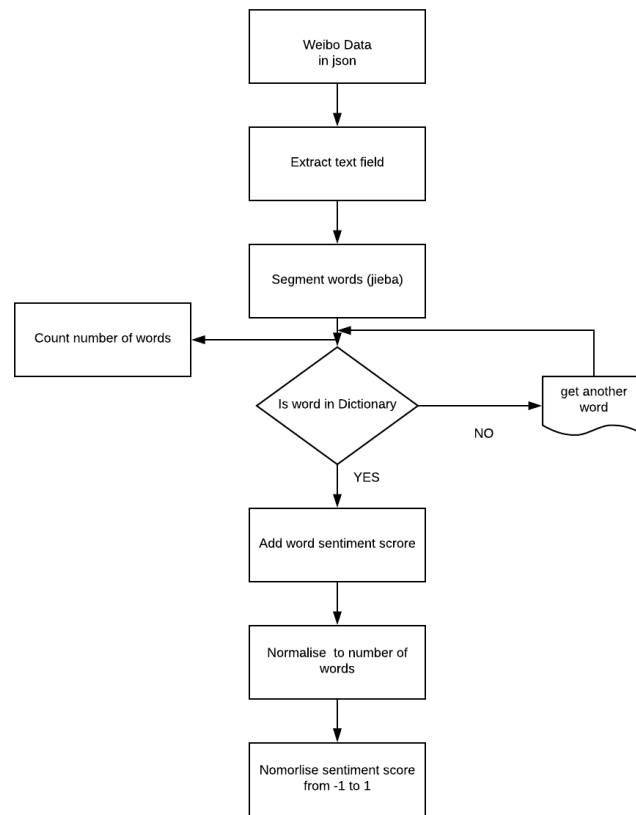 Weibo Data
in json
Extract text field
Segment words (jieba)
Count number of words
Is word in Dictionary
get another
word
NO
YES
Add word sentiment scrore
Normalise  to number of
words
Nomorlise sentiment score
from -1 to 1